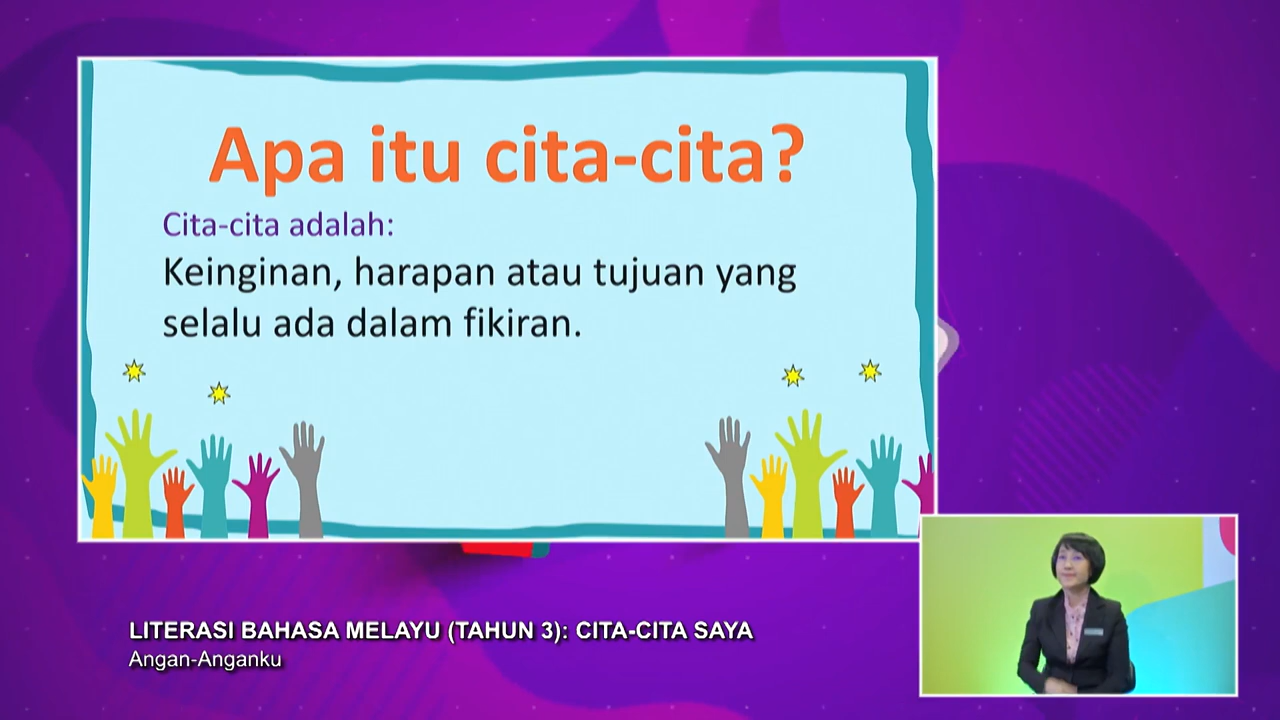 Apa itu cita-cita?
Cita-cita adalah:
Keinginan, harapan atau tujuan yang
selalu ada dalam fikiran.
LITERASI BAHASA MELAYU (TAHUN 3): CITA-CITA SAYA
Angan-Anganku